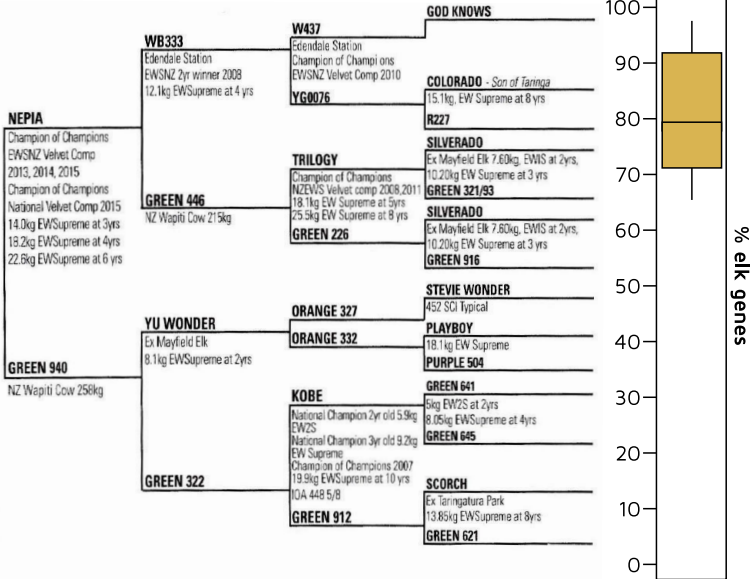 NEPIA
Champion of Champions
EWSNZ Velvet Comp
2013, 2014, 2015
Champion of Champions
National Velvet Comp 2015
14.0kg EWSupreme at 3yrs
18.2kg EWSupreme at 4yrs
22.6kg EWSupreme at 6 yrs
GREEN 940
NZ Wapiti Cow 258kg
WB333
Edendale Station
EWSNZ 2yr winner 2008
12.1kg EWSupreme at 4 yrs
GREEN 446
NZ Wapiti Cow 215kg
YU WONDER
Ex Mayfield Elk
8.1kg EWSupreme at 2yrs
GREEN 322
W437
Edendale Station
Champion of Champions
EWSNZ Velvet Comp 2010
YG0076
TRILOGY
Champion of Champions
NZEWS Velvet comp 2008,2011
18.1kg EWSupreme at 5yrs
25.5kg EWSupreme at 8 yrs
GREEN 226
ORANGE 327
ORANGE 332
KOBE
National Champion 2yr old 5.9kg
EW2S
National Champion 3yr old 9.2kg
EW Supreme
Champion of Champions 2007
19.9kg EWSupreme at 10 yrs
IOA 448 5/8
GREEN 912
GOD KNOWS
COLORADO - Son of Taringa
15.1kg, EW Supreme at 8 yrs
R227
SILVERADO
Ex Mayfield Elk 7.60kg, EWIS at 2yrs,
10.20kg EW Supreme at 3 yrs
GREEN 321/93
SILVERADO
Ex Mayfield Elk 7.60kg, EWIS at 2yrs,
10.20kg EW Supreme at 3 yrs
GREEN 916
STEVIE WONDER
452 SCI Typical
PLAYBOY
18.1kg EW Supreme
PURPLE 504
GREEN 641
5kg EW2S at 2yrs
8.05kg EWSupreme at 4yrs
GREEN 645
SCORCH
Ex Taringatura Park
13.85kg EWSupreme at 8yrs
GREEN 621
100
90
80
70
60
50
40
30
20
10
0
% elk genes